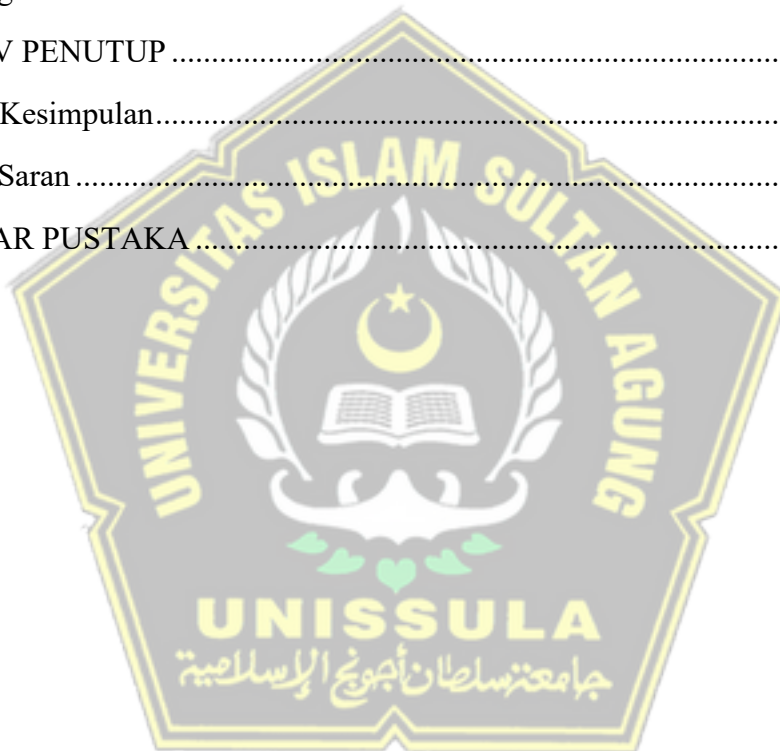 V PENUTUP
Kesimpulan
Saran
AR PUSTAKA
UNIVERSITAS ISLAM SULTAN AGUNG
UNISSULA
جامعة سلطان أجونج الإسلامية